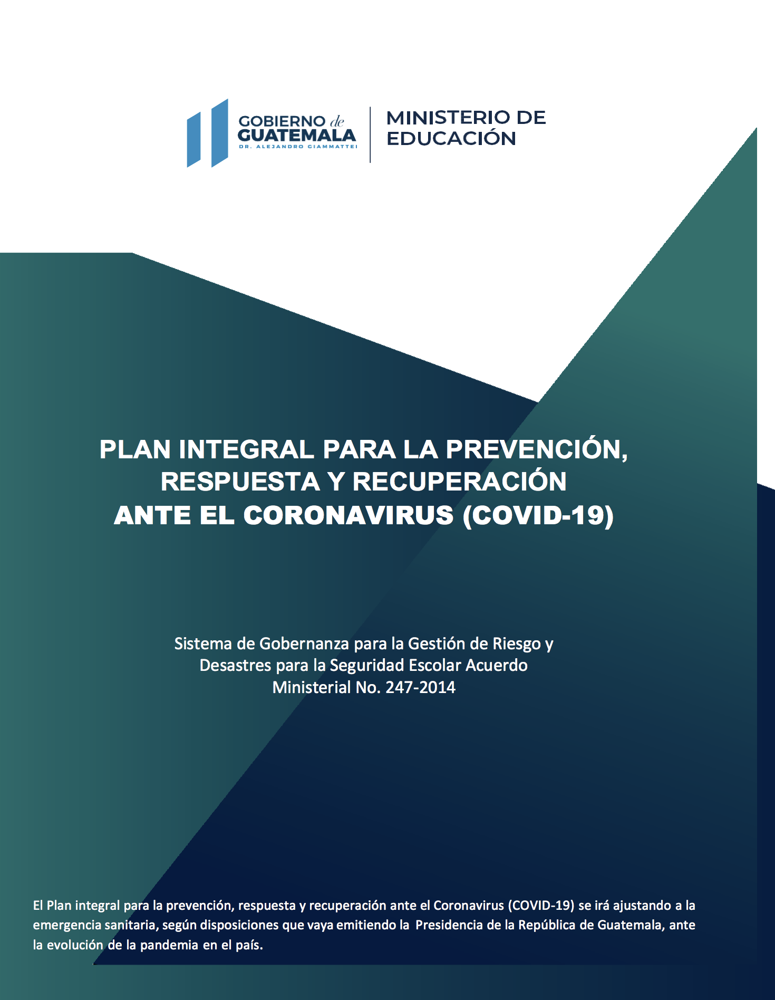 GOBIERNO de
GUATEMALA
DR. ALEJANDRO GIAMMATTEI
MINISTERIO DE
EDUCACIÓN
PLAN INTEGRAL PARA LA PREVENCIÓN,
RESPUESTA Y RECUPERACIÓN
ANTE EL CORONAVIRUS (COVID-19)
Sistema de Gobernanza para la Gestión de Riesgo y
Desastres para la Seguridad Escolar Acuerdo
Ministerial No. 247-2014
El Plan integral para la prevención, respuesta y recuperación ante el Coronavirus (COVID-19) se irá ajustando a la
emergencia sanitaria, según disposiciones que vaya emitiendo la Presidencia de la República de Guatemala, ante
la evolución de la pandemia en el país.